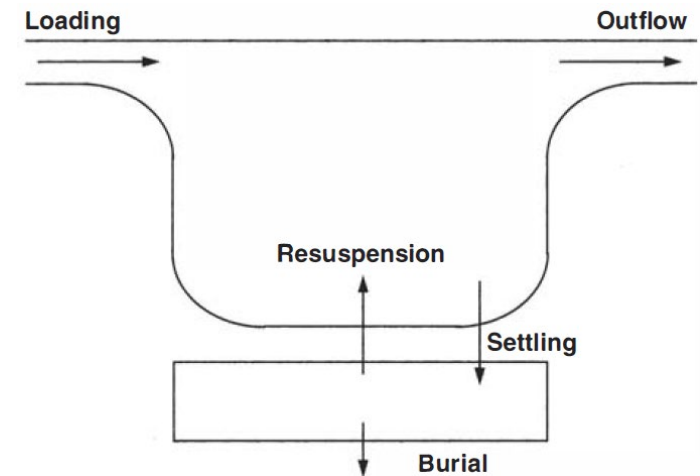 Loading
Outflow
Resuspension
Settling
Burial